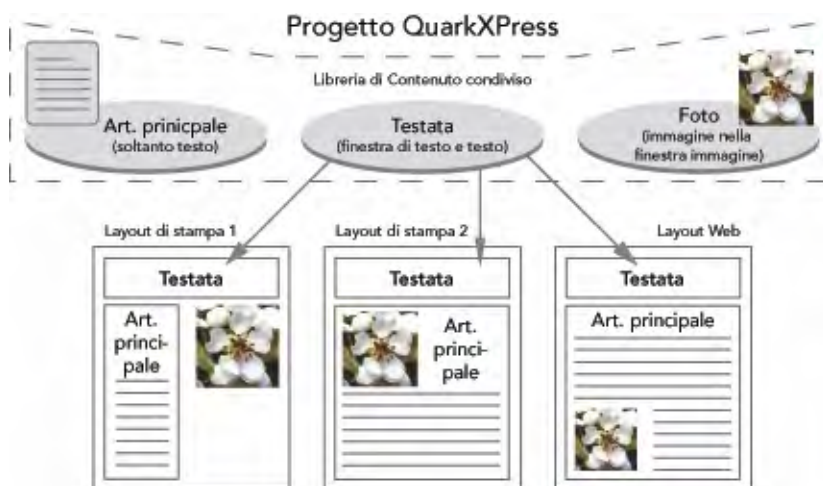 Progetto QuarkXPress
Libreria di Contenuto condiviso
Art. prinicpale
(soltanto testo)
Testata
(finestra di testo e testo)
Foto
(immagine nella
finestra immagine)
Layout di stampa 1
Layout di stampa 2
Layout Web
Testata
Art.
princi-
pale
Testata
Art.
princi-
pale
Testata
Art. principale